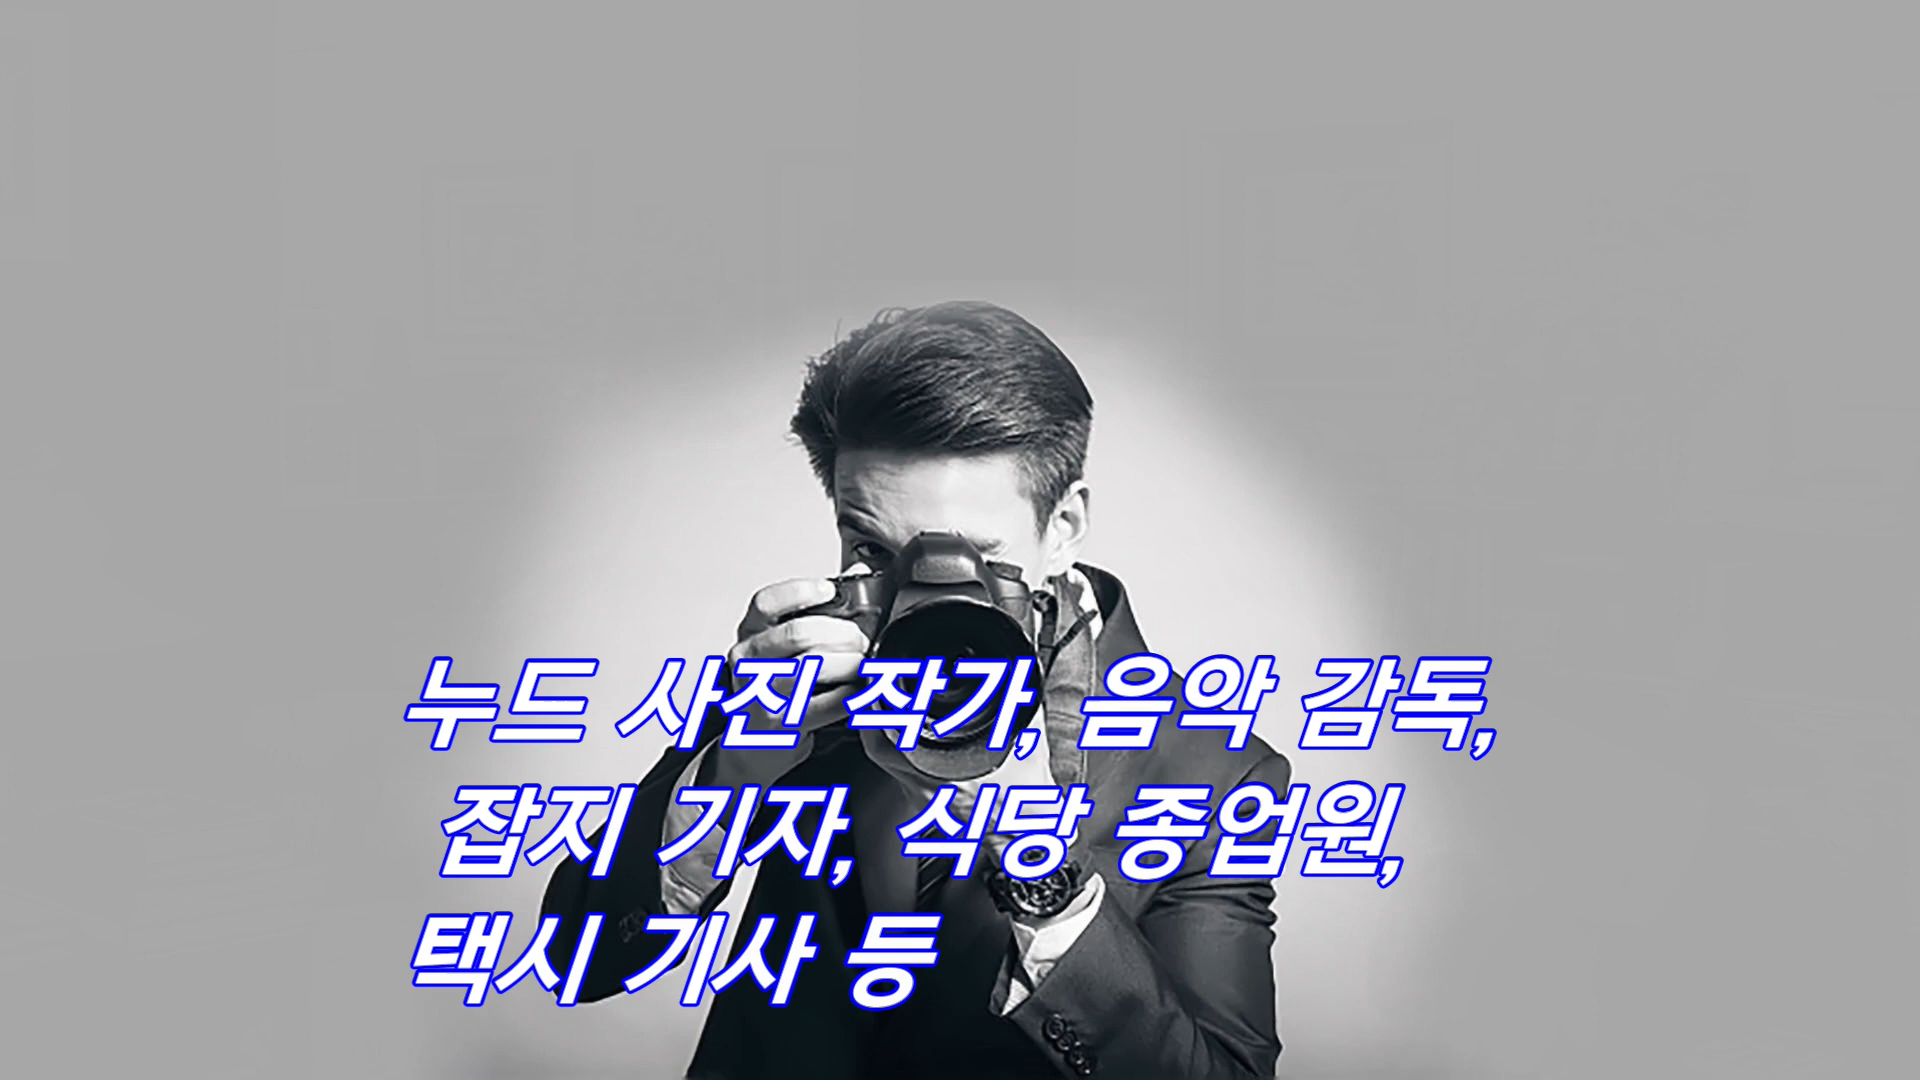 누드 사진 작가, 음악 감독,
잡지 기자, 식당 종업원,
택시 기사 등